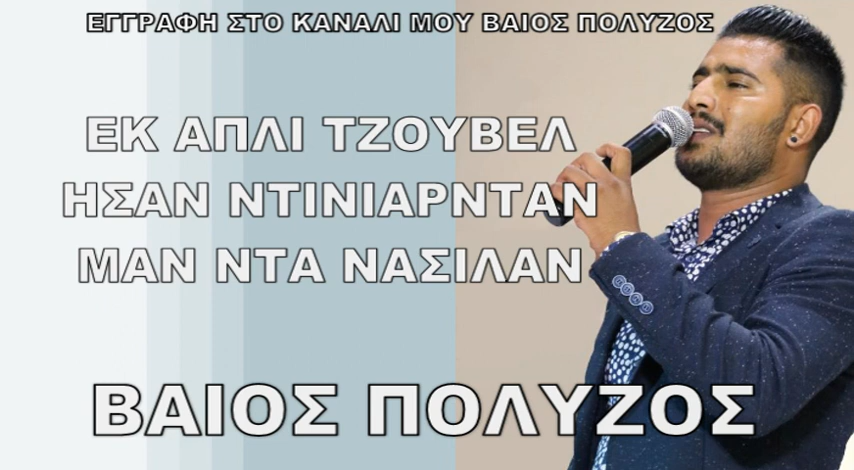 ΕΓΓΡΑΦΗ ΣΤΟ ΚΑΝΑΛΙ ΜΟΥ ΒΑΙΟΣ ΠΟΛΥΖΟΣ
ΕΚ ΑΠΛΙ ΤΖΟΥΒΕΛ
ΗΣΑΝ ΝΤΙΝΙΑΡΝΤΑΝ
ΜΑΝ ΝΤΑ ΝΑΣΙΛΑΝ
ΒΑΙΟΣ ΠΟΛΥΖΟΣ